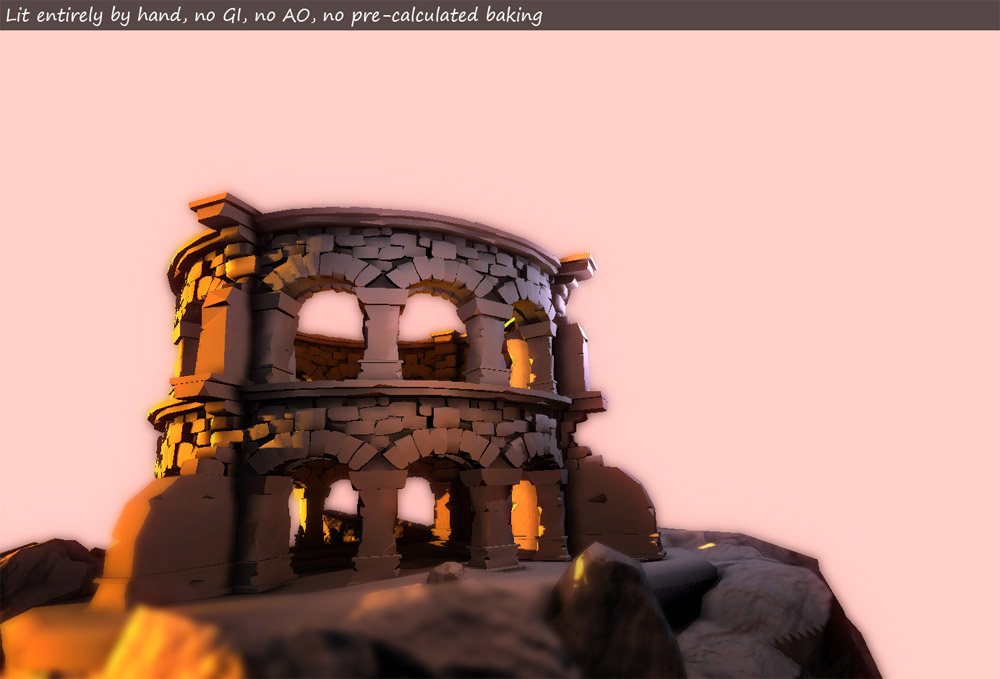 Lit entirely by hand, no GI, no AO, no pre-calculated baking